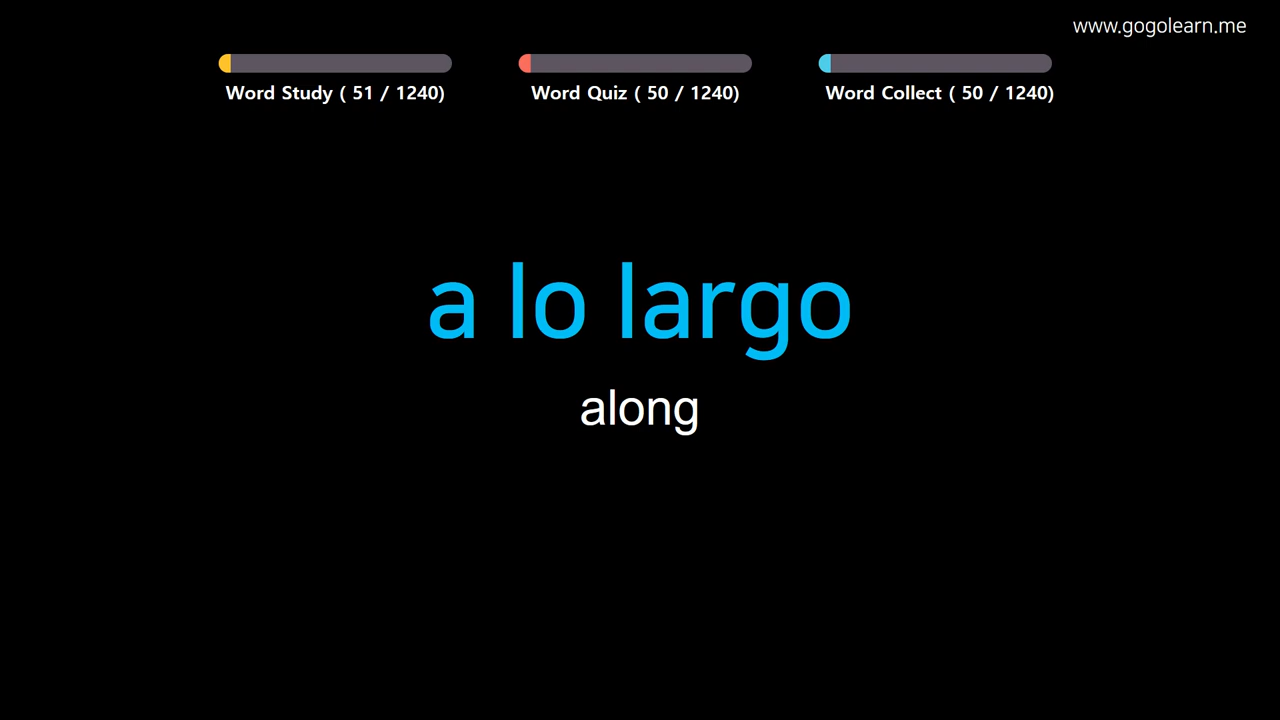 www.gogolearn.me
Word Study ( 51 / 1240)
Word Quiz ( 50 / 1240)
Word Collect ( 50 / 1240)
a lo largo
along